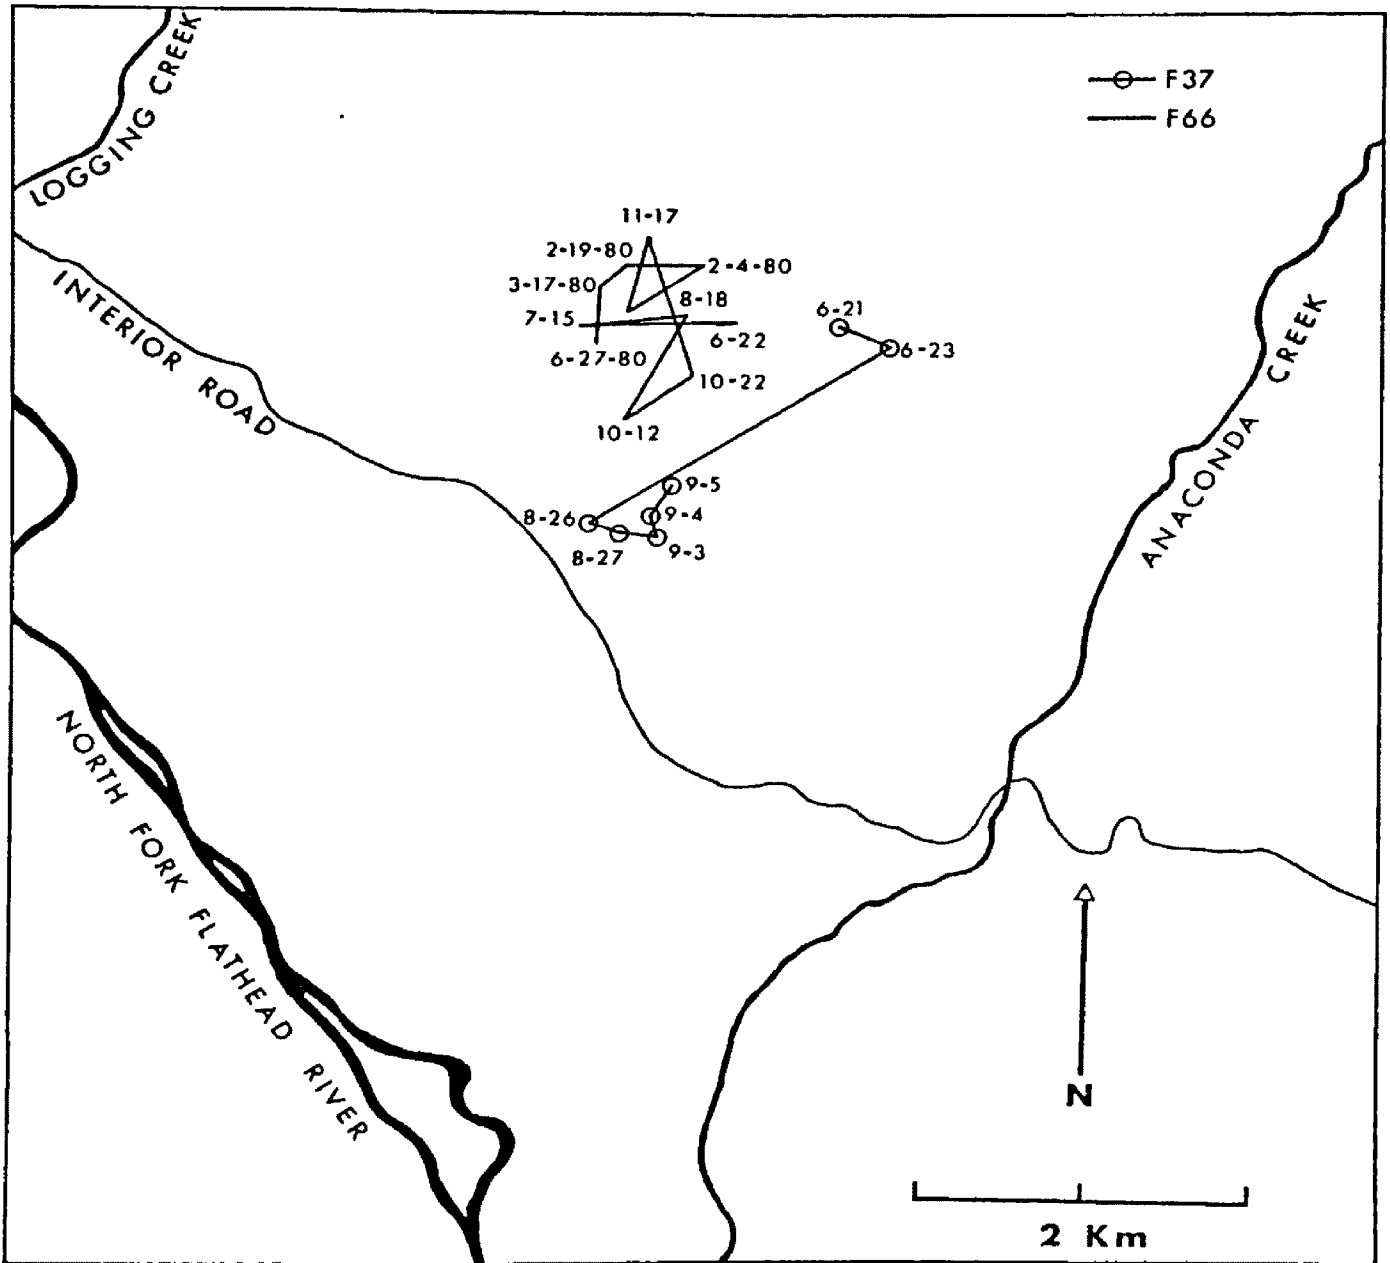 LOGGING CREEK
F37
F66
INTERIOR ROAD
11-17
2-19-80
2-4-80
3-17-80
8-18
7-15
6-22
6-27-80
10-22
10-12
6-21
6-23
9-5
8-26
9-4
8-27
9-3
ANACONDA CREEK
NORTH FORK FLATHEAD RIVER
N
2 Km